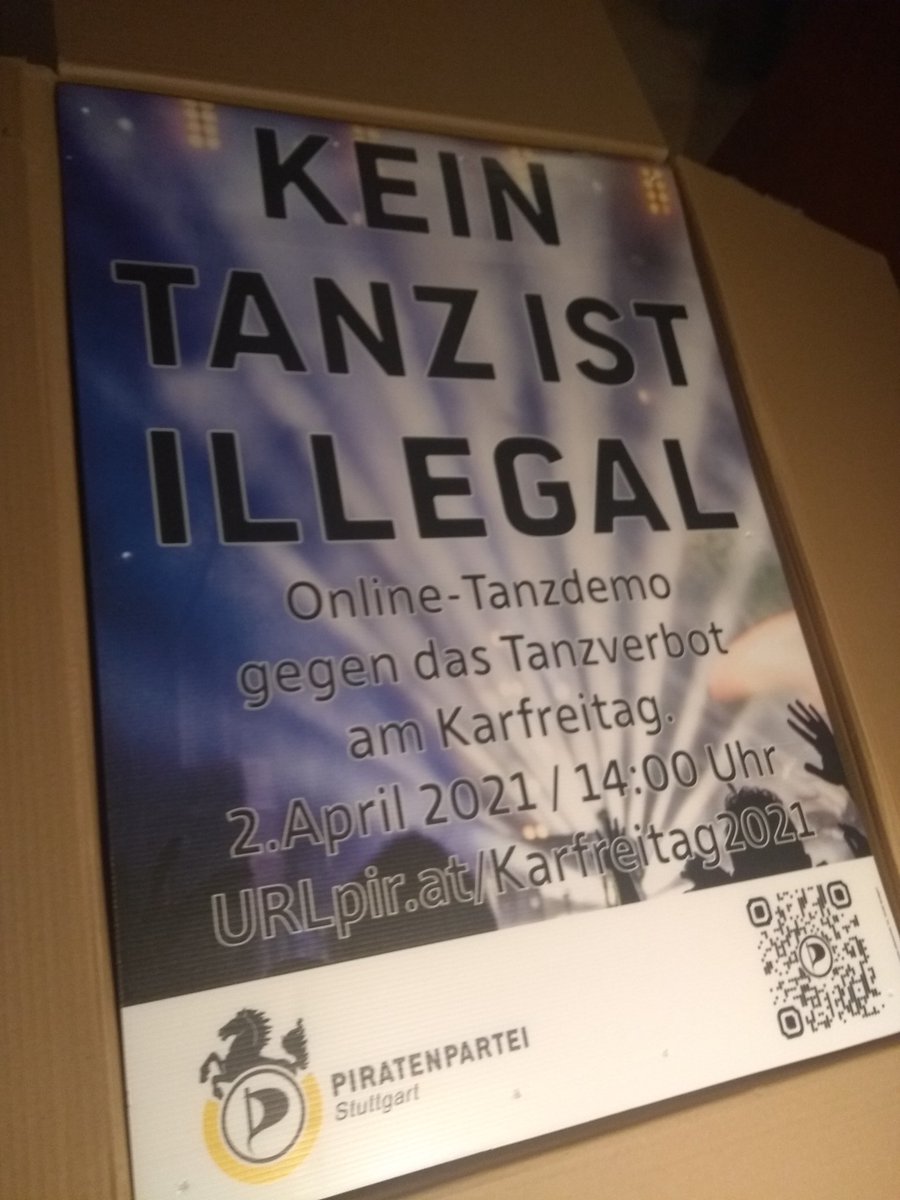 KEIN
TANZ IST
ILLEGAL
Online-Tanzdemo
gegen das Tanzverbot
am Karfreitag.
2.April 2021 / 14:00 Uhr
URLpir.at/Karfreitag2021
PIRATENPARTEI
Stuttgart